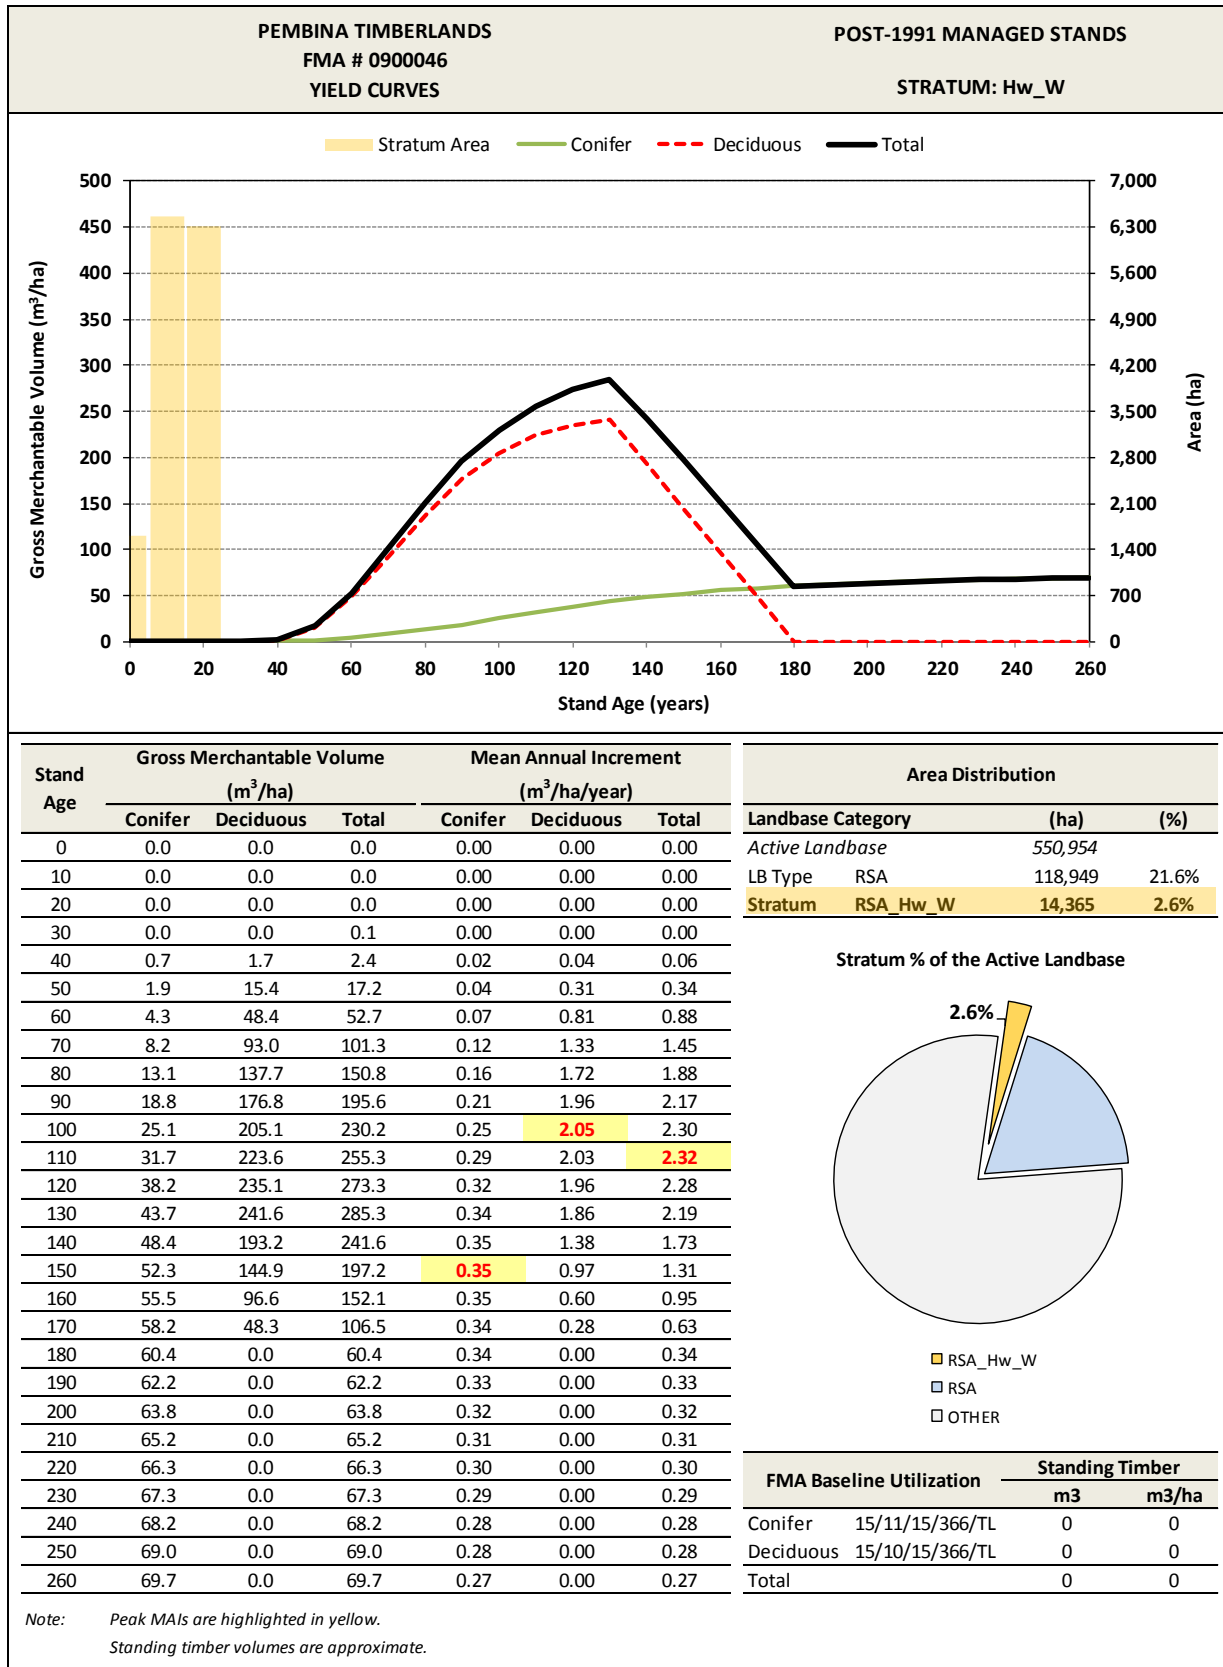 PEMBINA TIMBERLANDS
FMA # 0900046
YIELD CURVES
POST-1991 MANAGED STANDS
STRATUM: Hw_W
Stratum Area Conifer Deciduous Total
500 7,000
450 6,300
400 5,600
350 4,900
300 4,200
250 3,500
200 2,800
150 2,100
100 1,400
50 700
0 0
0 20 40 60 80 100 120 140 160 180 200 220 240 260
Gross Merchantable Volume (m³/ha)
Area (ha)
Stand Age (years)
Stand Age Gross Merchantable Volume (m³/ha) Mean Annual Increment (m³/ha/year)
Conifer Deciduous Total Conifer Deciduous Total
0 0.0 0.0 0.0 0.00 0.00 0.00
10 0.0 0.0 0.0 0.00 0.00 0.00
20 0.0 0.0 0.0 0.00 0.00 0.00
30 0.0 0.0 0.1 0.00 0.00 0.00
40 0.7 1.7 2.4 0.02 0.04 0.06
50 1.9 15.4 17.2 0.04 0.31 0.34
60 4.3 48.4 52.7 0.07 0.81 0.88
70 8.2 93.0 101.3 0.12 1.33 1.45
80 13.1 137.7 150.8 0.16 1.72 1.88
90 18.8 176.8 195.6 0.21 1.96 2.17
100 25.1 205.1 230.2 0.25 2.05 2.30
110 31.7 223.6 255.3 0.29 2.03 2.32
120 38.2 235.1 273.3 0.32 1.96 2.28
130 43.7 241.6 285.3 0.34 1.86 2.19
140 48.4 193.2 241.6 0.35 1.38 1.73
150 52.3 144.9 197.2 0.35 0.97 1.31
160 55.5 96.6 152.1 0.35 0.60 0.95
170 58.2 48.3 106.5 0.34 0.28 0.63
180 60.4 0.0 60.4 0.34 0.00 0.34
190 62.2 0.0 62.2 0.33 0.00 0.33
200 63.8 0.0 63.8 0.32 0.00 0.32
210 65.2 0.0 65.2 0.31 0.00 0.31
220 66.3 0.0 66.3 0.30 0.00 0.30
230 67.3 0.0 67.3 0.29 0.00 0.29
240 68.2 0.0 68.2 0.28 0.00 0.28
250 69.0 0.0 69.0 0.28 0.00 0.28
260 69.7 0.0 69.7 0.27 0.00 0.27
Area Distribution
Landbase Category (ha) (%)
Active Landbase 550,954
LB Type RSA 118,949 21.6%
Stratum RSA_Hw_W 14,365 2.6%
Stratum % of the Active Landbase
2.6%
RSA_Hw_W
RSA
OTHER
FMA Baseline Utilization Standing Timber
m3 m3/ha
Conifer 15/11/15/366/TL 0 0
Deciduous 15/10/15/366/TL 0 0
Total 0 0
Note: Peak MAIs are highlighted in yellow.
Standing timber volumes are approximate.